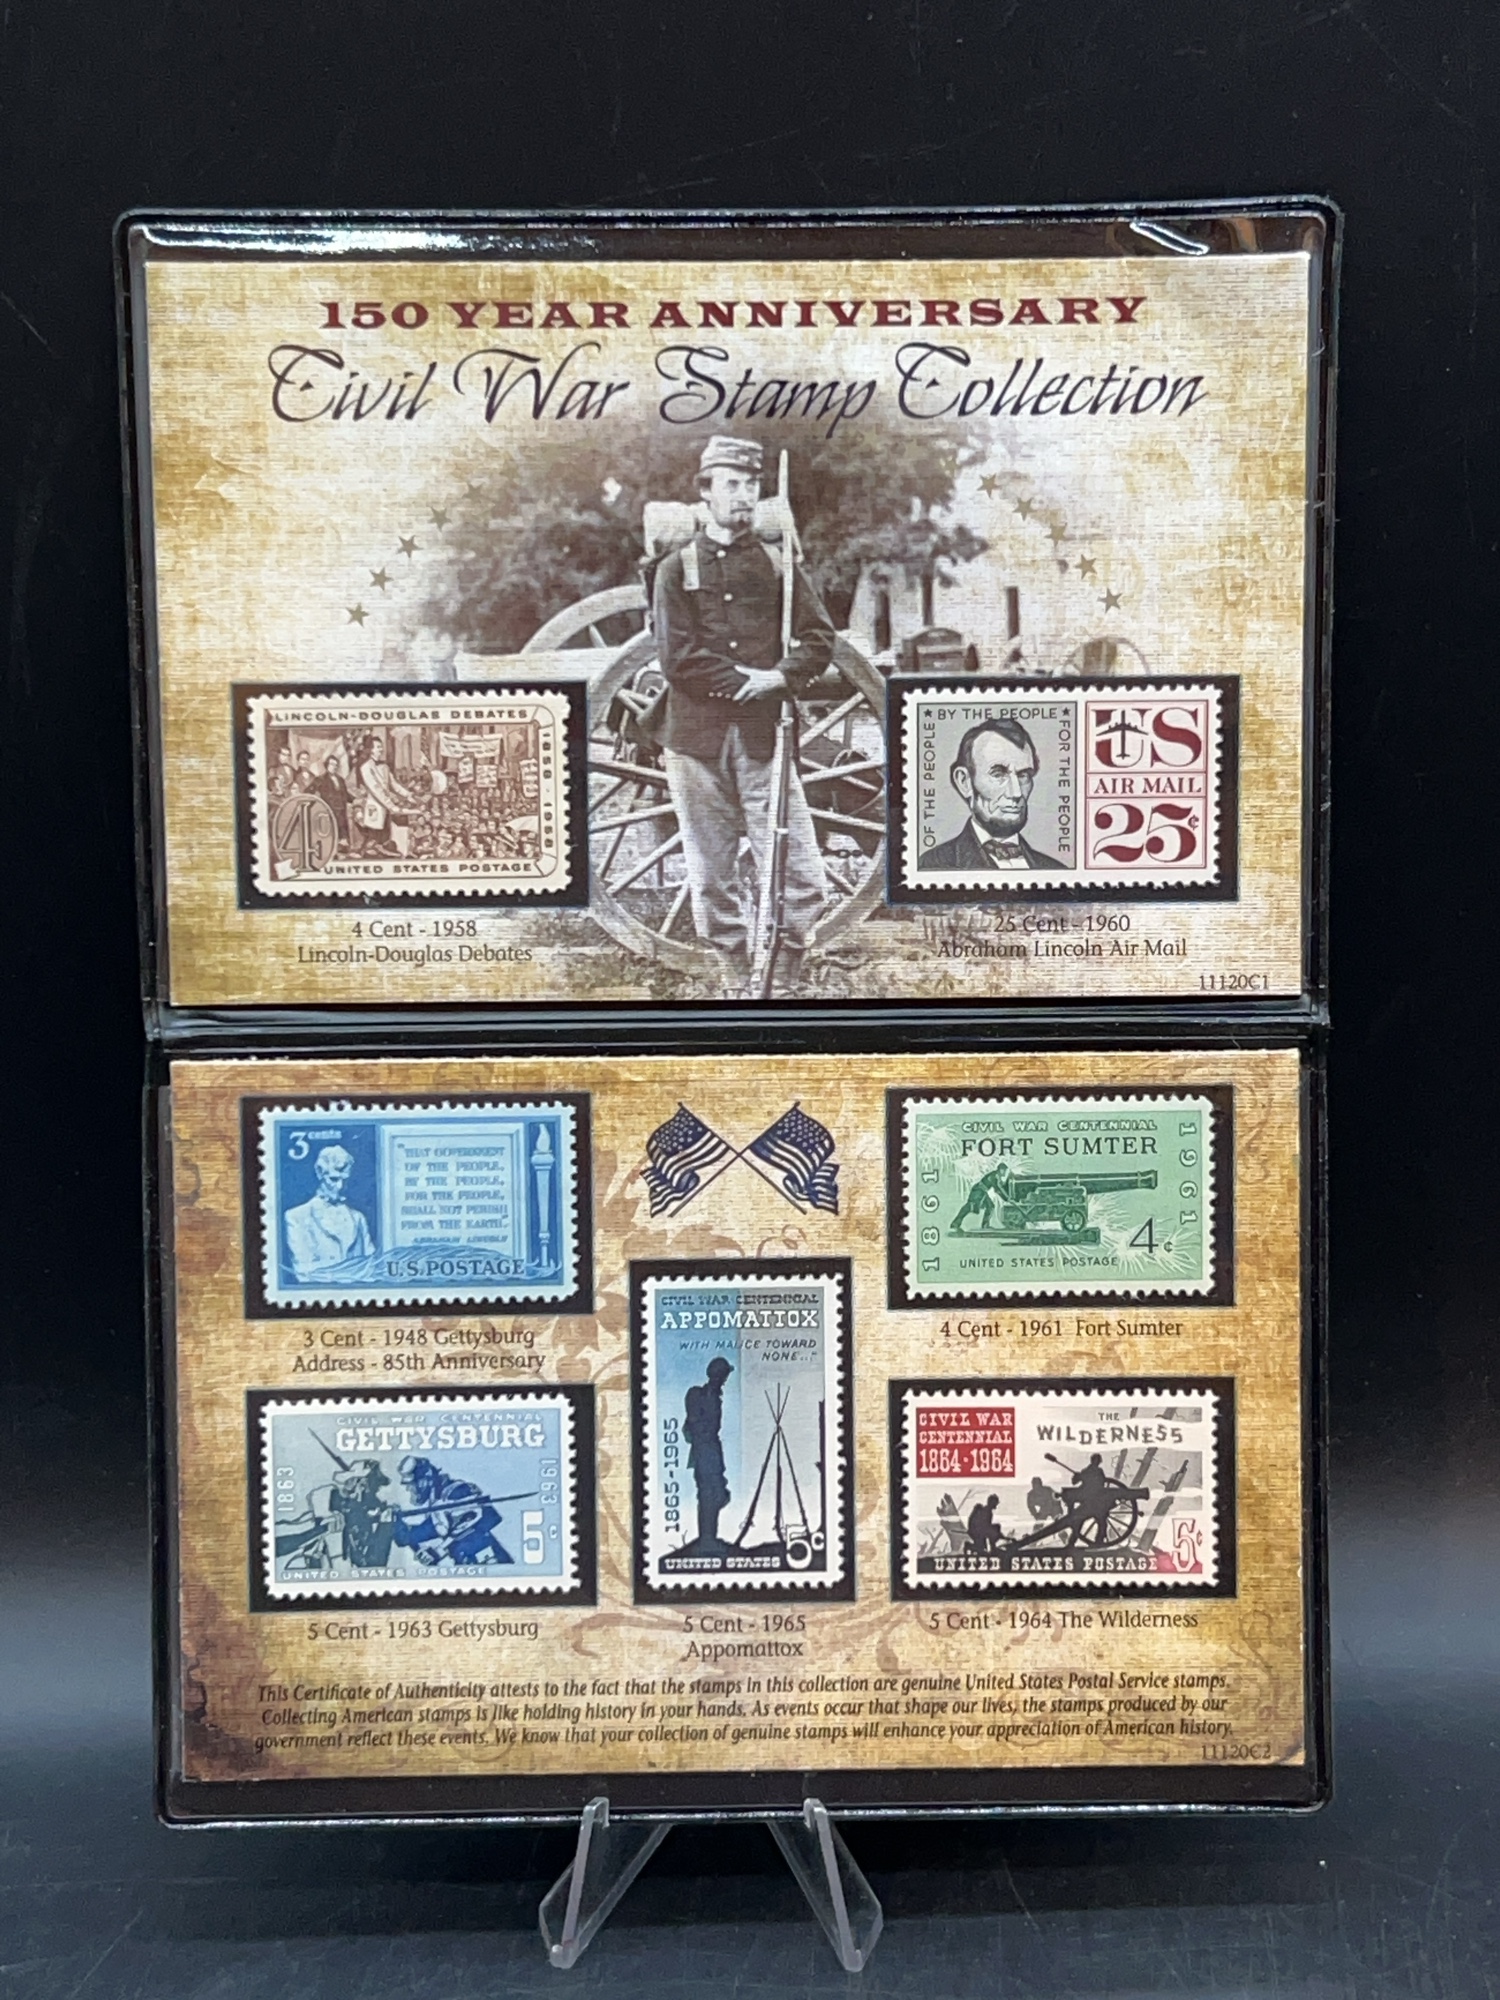 150 YEAR ANNIVERSARY
Civil War Stamp Collection
LINCOLN-DOUGLAS DEBATES
1858-1958
4¢
UNITED STATES POSTAGE
4 Cent - 1958
Lincoln-Douglas Debates
OF THE PEOPLE
★ BY THE PEOPLE ★
FOR THE PEOPLE
US
AIR MAIL
25¢
25 Cent - 1960
Abraham Lincoln Air Mail
11120C1
3 cents
"THAT GOVERNMENT
OF THE PEOPLE,
BY THE PEOPLE,
FOR THE PEOPLE,
SHALL NOT PERISH
FROM THE EARTH".
ABRAHAM LINCOLN
U.S. POSTAGE
3 Cent - 1948 Gettysburg
Address - 85th Anniversary
CIVIL WAR CENTENNIAL
FORT SUMTER
1861
1961
4¢
UNITED STATES POSTAGE
4 Cent - 1961 Fort Sumter
CIVIL WAR CENTENNIAL
GETTYSBURG
1863
1963
5¢
UNITED STATES POSTAGE
5 Cent - 1963 Gettysburg
CIVIL WAR CENTENNIAL
APPOMATTOX
"WITH MALICE TOWARD
NONE..."
1865-1965
UNITED STATES 5¢
5 Cent - 1965
Appomattox
CIVIL WAR
CENTENNIAL
1864-1964
THE
WILDERNESS
UNITED STATES POSTAGE 5¢
5 Cent - 1964 The Wilderness
This Certificate of Authenticity attests to the fact that the stamps in this collection are genuine United States Postal Service stamps.
Collecting American stamps is like holding history in your hands. As events occur that shape our lives, the stamps produced by our
government reflect these events. We know that your collection of genuine stamps will enhance your appreciation of American history.
11120C2